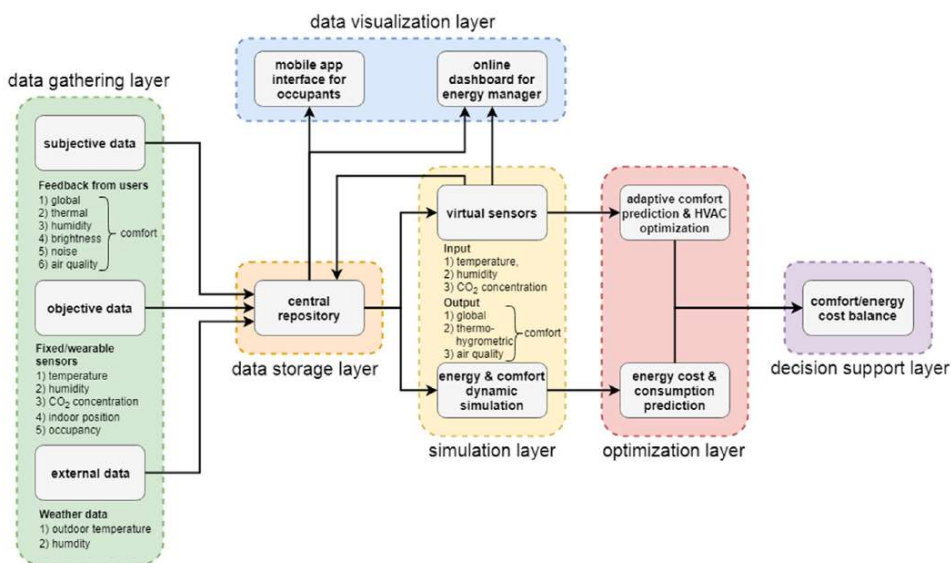 data visualization layer
mobile app
interface for
occupants
online
dashboard for
energy manager
data gathering layer
subjective data
Feedback from users
1) global
2) thermal
3) humidity
4) brightness
5) noise
6) air quality
comfort
objective data
Fixed/wearable
sensors
1) temperature
2) humidity
3) CO₂ concentration
4) indoor position
5) occupancy
external data
Weather data
1) outdoor temperature
2) humdity
central
repository
data storage layer
virtual sensors
Input
1) temperature,
2) humidity
3) CO₂ concentration
Output
1) global
2) thermo-
hygrometric
3) air quality
comfort
energy & comfort
dynamic
simulation
simulation layer
adaptive comfort
prediction & HVAC
optimization
energy cost &
consumption
prediction
optimization layer
comfort/energy
cost balance
decision support layer